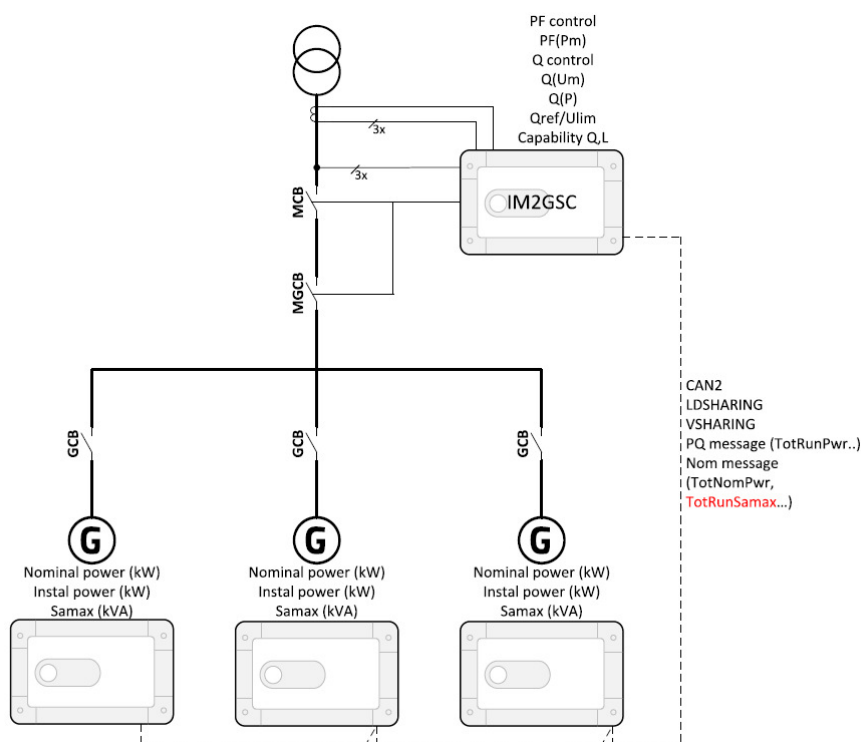 PF control
PF(Pm)
Q control
Q(Um)
Q(P)
Qref/Ulim
Capability Q,L
3x
3x
IM2GSC
MCB
MGCB
CAN2
LDSHARING
VSHARING
PQ message (TotRunPwr..)
Nom message
(TotNomPwr,
TotRunSamax...)
GCB
GCB
GCB
G
G
G
Nominal power (kW)
Instal power (kW)
Samax (kVA)
Nominal power (kW)
Instal power (kW)
Samax (kVA)
Nominal power (kW)
Instal power (kW)
Samax (kVA)